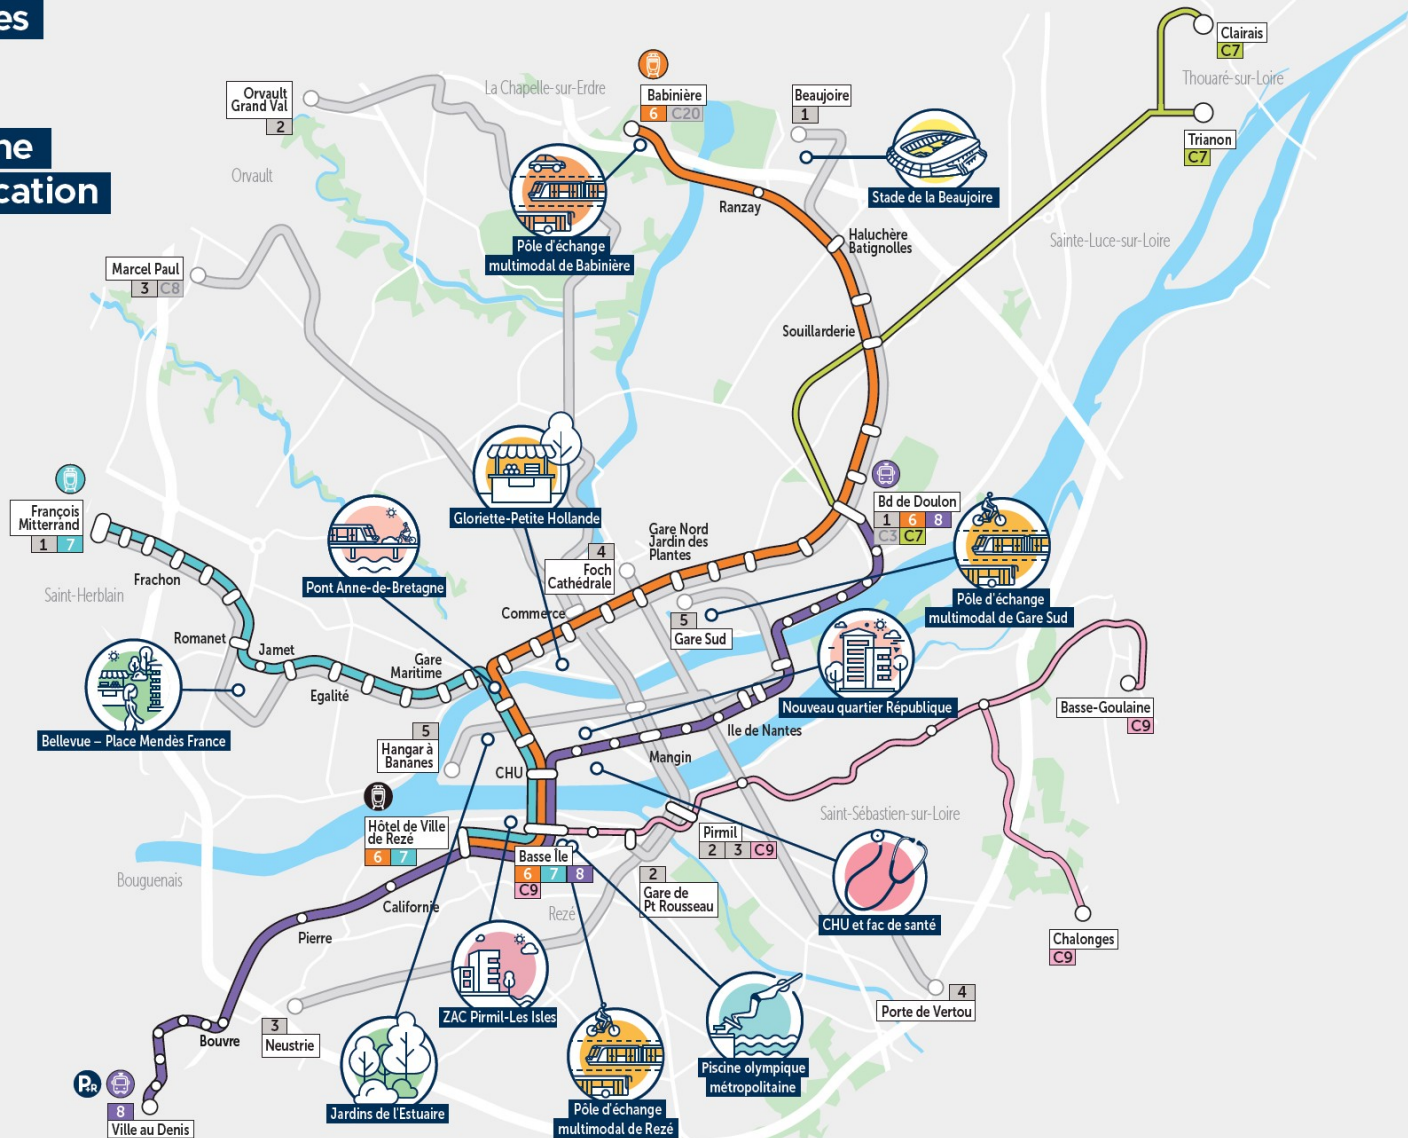 es
ne
cation
Clairais
C7
Thouaré-sur-Loire
Trianon
C7
Sainte-Luce-sur-Loire
La Chapelle-sur-Erdre
Babinière
6 C20
Beaujoire
1
Stade de la Beaujoire
Orvault
Grand Val
2
Orvault
Pôle d'échange
multimodal de Babinière
Ranzay
Haluchère
Batignolles
Marcel Paul
3 C8
Souillarderie
François
Mitterrand
1 7
Frachon
Saint-Herblain
Romanet
Jamet
Egalité
Gare
Maritime
Bellevue – Place Mendès France
Pont Anne-de-Bretagne
Gloriette-Petite Hollande
4
Foch
Cathédrale
Commerce
Gare Nord
Jardin des
Plantes
Bd de Doulon
1 6 8
C3 C7
5
Gare Sud
Pôle d'échange
multimodal de Gare Sud
Nouveau quartier République
Basse-Goulaine
C9
5
Hangar à
Bananes
CHU
Mangin
Ile de Nantes
Saint-Sébastien-sur-Loire
Hôtel de Ville
de Rezé
6 7
Basse Île
6 7 8
C9
Pirmil
2 3 C9
2
Gare de
Pt Rousseau
Bouguenais
Californie
Rezé
Pierre
CHU et fac de santé
Chalonges
C9
ZAC Pirmil-Les Isles
4
Porte de Vertou
3
Neustrie
Bouvre
Piscine olympique
métropolitaine
P+R
8
Ville au Denis
Jardins de l'Estuaire
Pôle d'échange
multimodal de Rezé